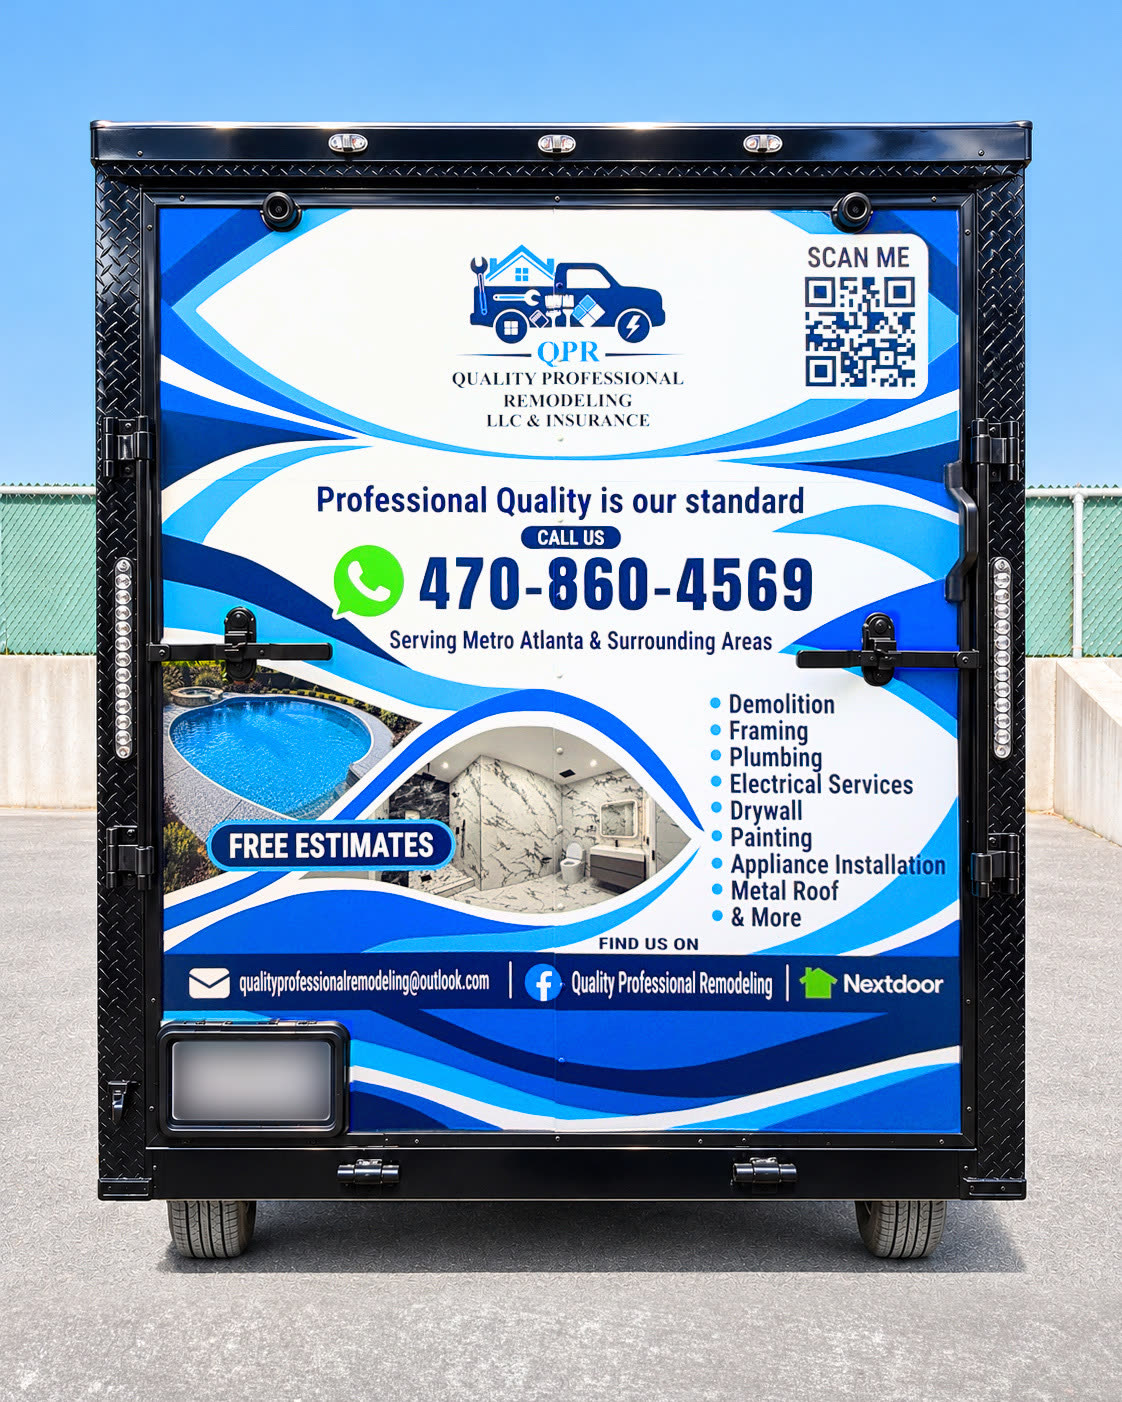 SCAN ME
QPR
QUALITY PROFESSIONAL
REMODELING
LLC & INSURANCE
Professional Quality is our standard
CALL US
470-860-4569
Serving Metro Atlanta & Surrounding Areas
Demolition
Framing
Plumbing
Electrical Services
Drywall
Painting
Appliance Installation
Metal Roof
& More
FREE ESTIMATES
FIND US ON
qualityprofessionalremodeling@outlook.com | Quality Professional Remodeling | Nextdoor